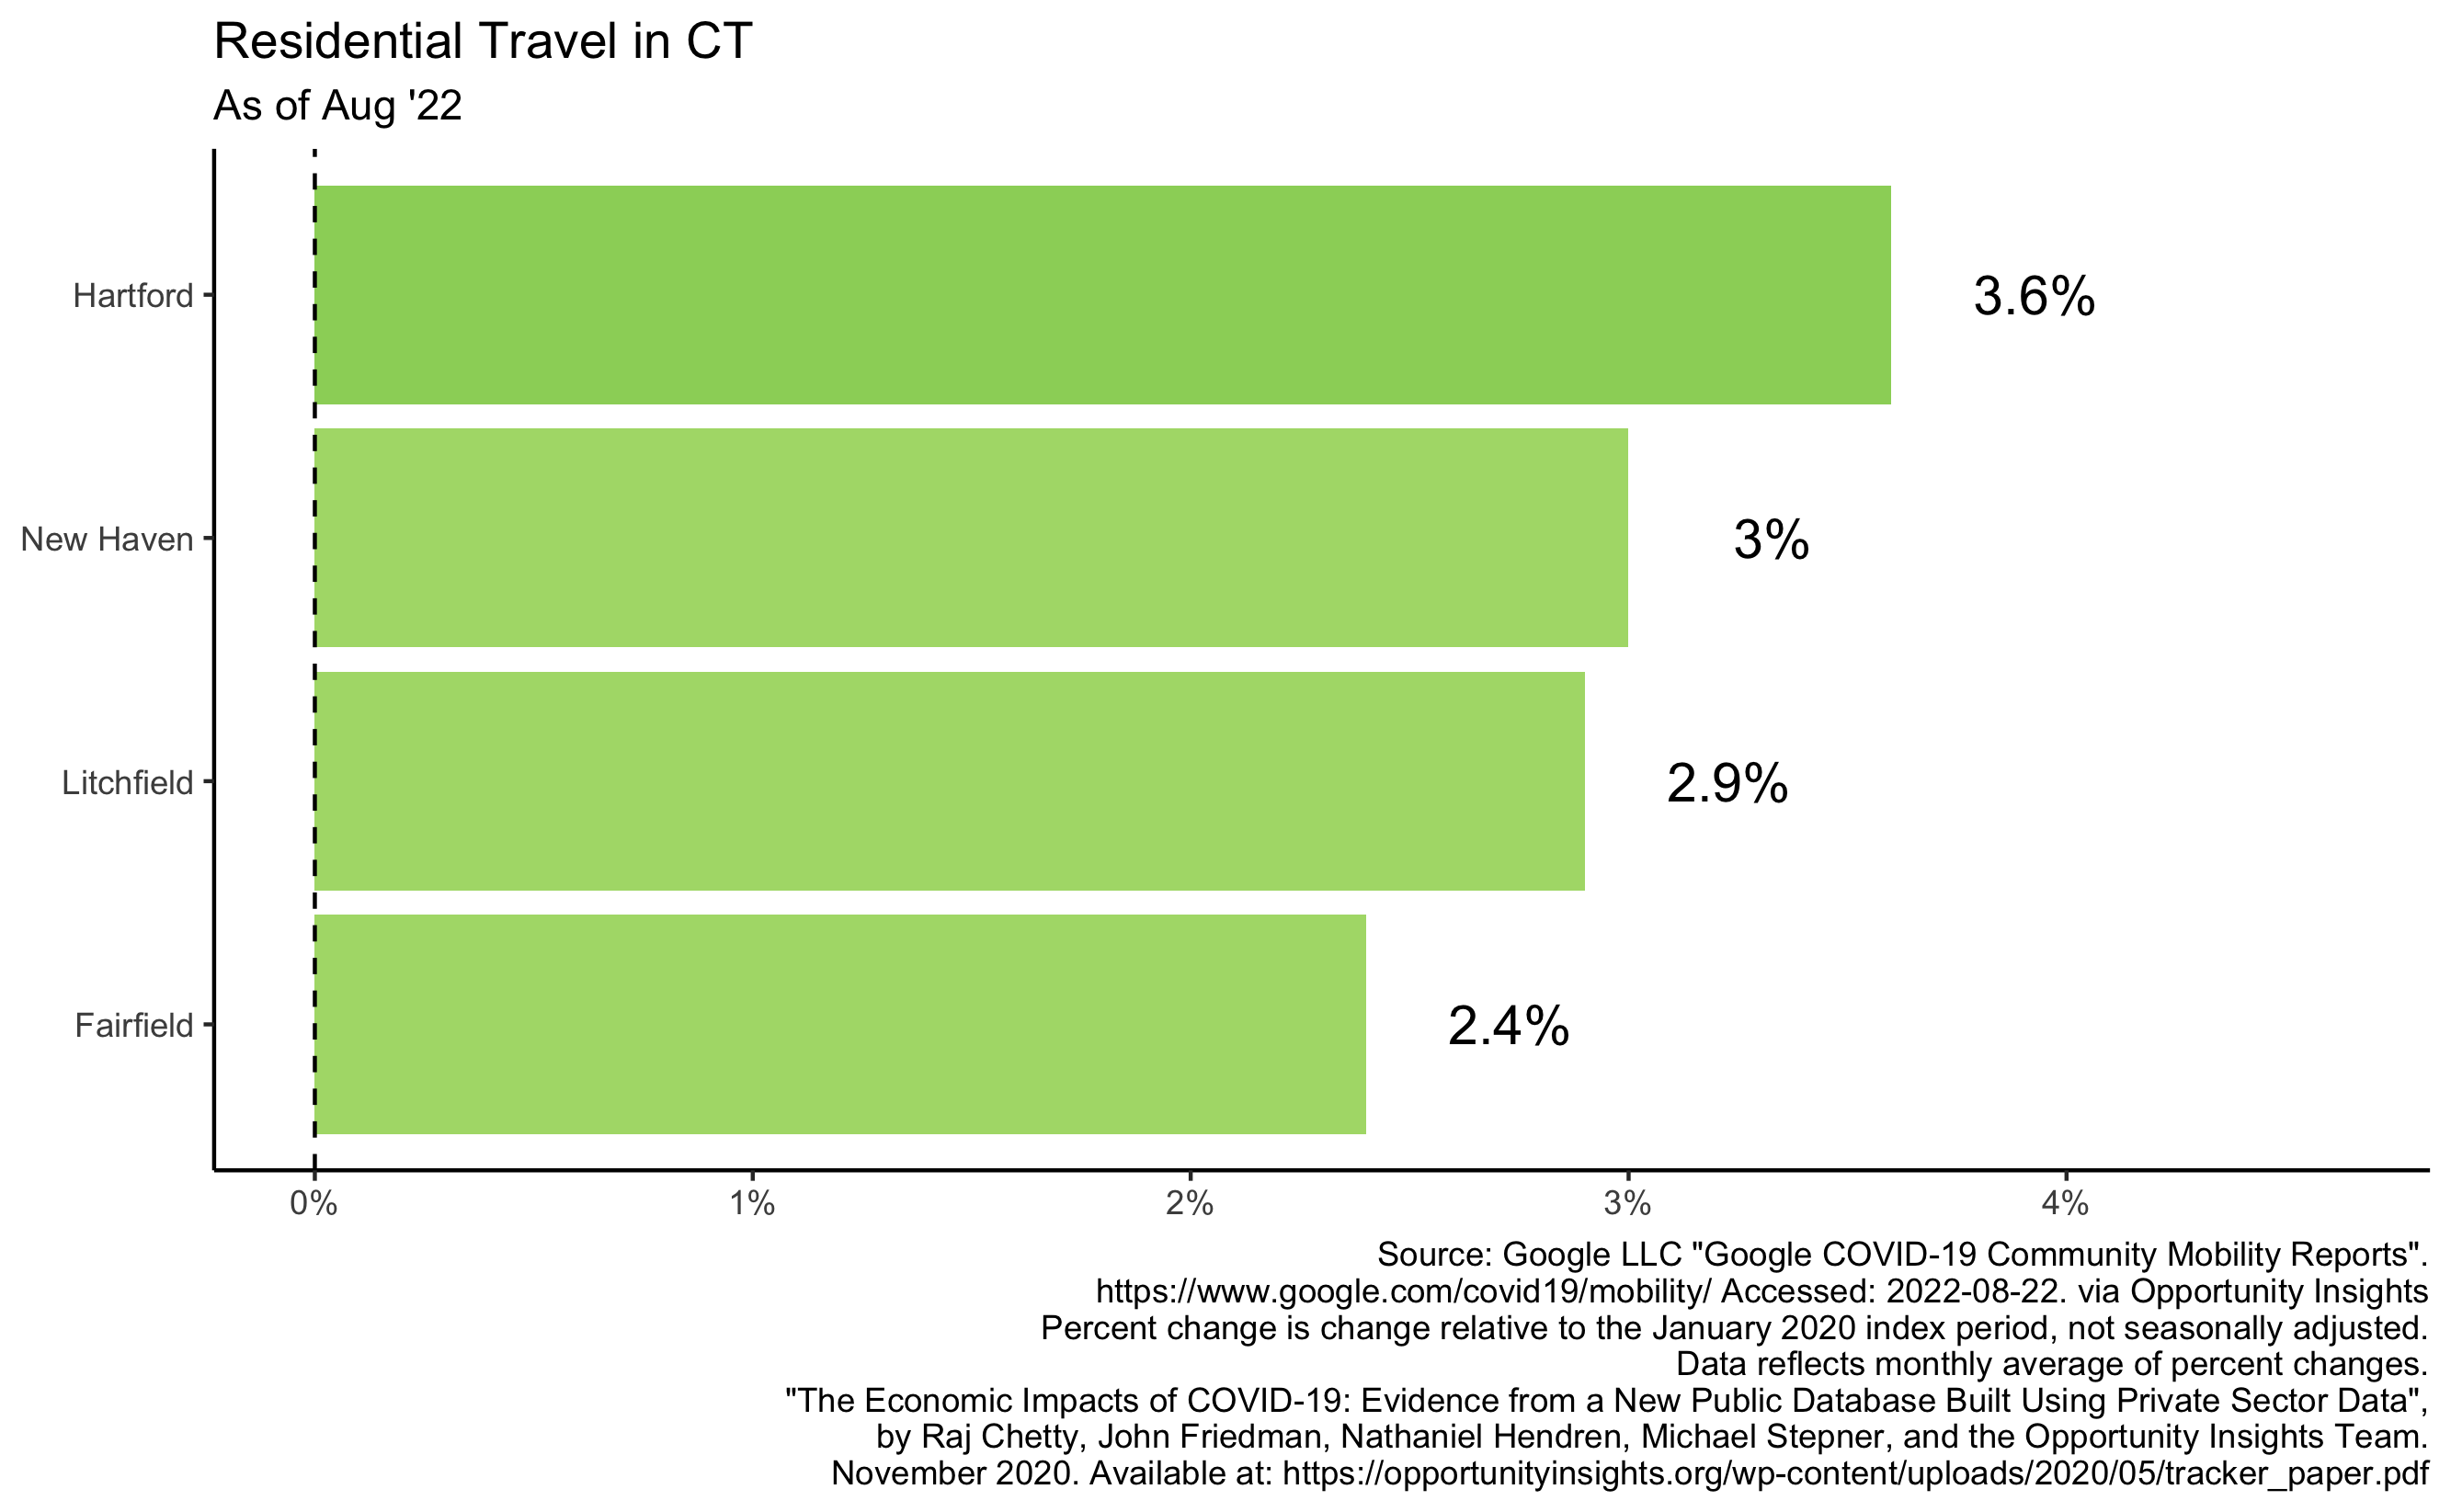 Residential Travel in CT
As of Aug '22
Hartford
3.6%
New Haven
3%
Litchfield
2.9%
Fairfield
2.4%
0% 1% 2% 3% 4%
Source: Google LLC "Google COVID-19 Community Mobility Reports".
https://www.google.com/covid19/mobility/ Accessed: 2022-08-22. via Opportunity Insights
Percent change is change relative to the January 2020 index period, not seasonally adjusted.
Data reflects monthly average of percent changes.
"The Economic Impacts of COVID-19: Evidence from a New Public Database Built Using Private Sector Data",
by Raj Chetty, John Friedman, Nathaniel Hendren, Michael Stepner, and the Opportunity Insights Team.
November 2020. Available at: https://opportunityinsights.org/wp-content/uploads/2020/05/tracker_paper.pdf